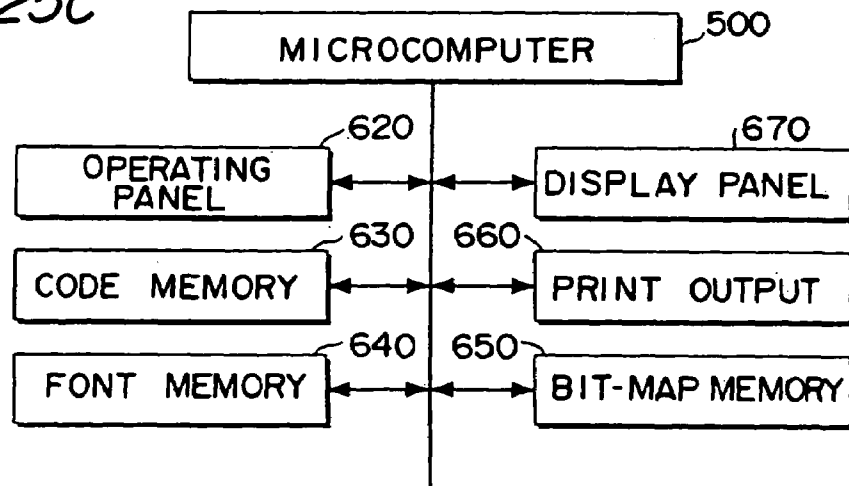 25C
MICROCOMPUTER
500
620
670
OPERATING
PANEL
DISPLAY PANEL
630
660
CODE MEMORY
PRINT OUTPUT
640
650
FONT MEMORY
BIT-MAP MEMORY